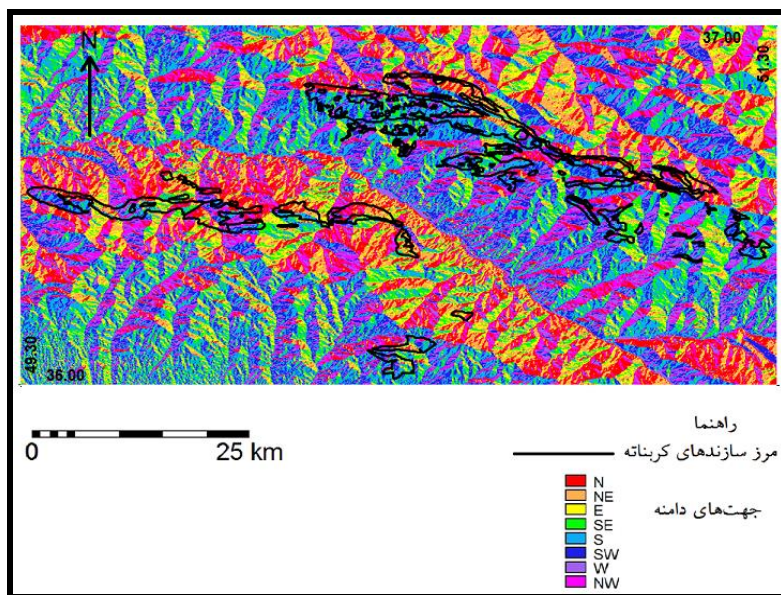 N
37.00
51.30
49.30
36.00
0 25 km
راهنما
مرز سازندهای کربناته
جهت‌های دامنه
N
NE
E
SE
S
SW
W
NW